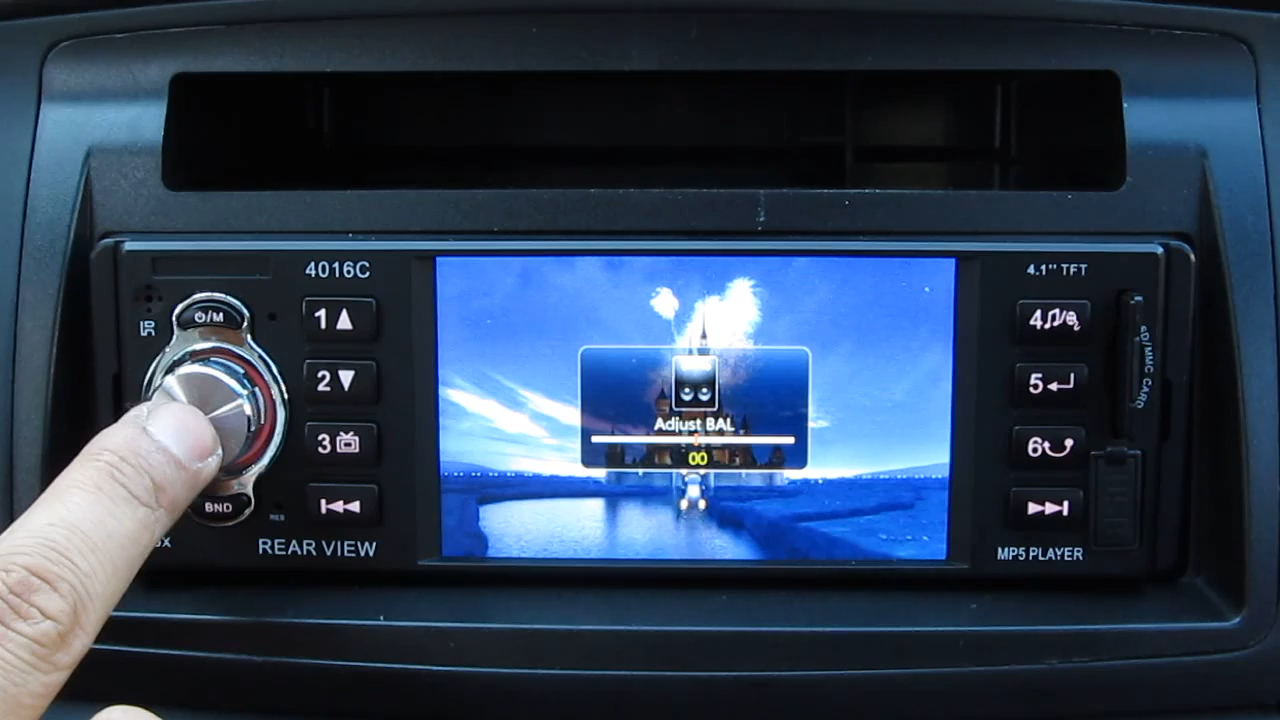 4016C
4.1" TFT
⏻/M
1
2
3
BND
REAR VIEW
Adjust BAL
00
4
5
6
SD/MMC CARD
MP5 PLAYER